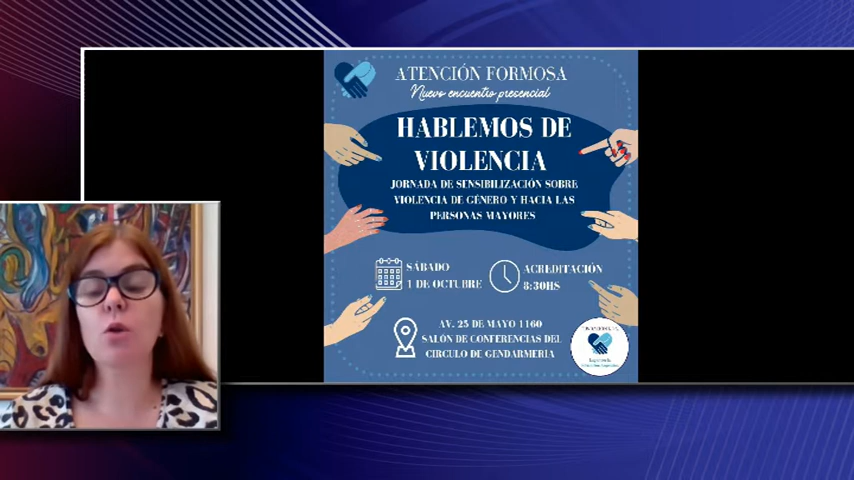 ATENCIÓN FORMOSA
Nuevo encuentro presencial
HABLEMOS DE
VIOLENCIA
JORNADA DE SENSIBILIZACIÓN SOBRE
VIOLENCIA DE GÉNERO Y HACIA LAS
PERSONAS MAYORES
SÁBADO
1 DE OCTUBRE
ACREDITACIÓN
8:30HS
AV. 25 DE MAYO 1160
SALÓN DE CONFERENCIAS DEL
CIRCULO DE GENDARMERIA